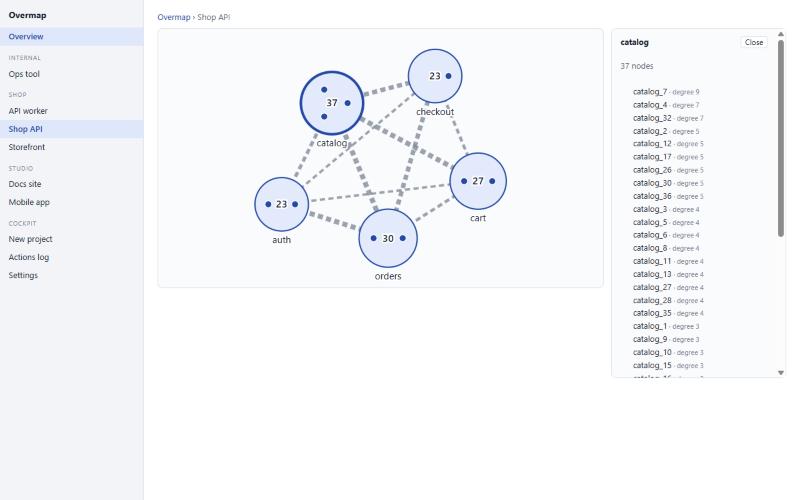 Overmap
Overview
INTERNAL
Ops tool
SHOP
API worker
Shop API
Storefront
STUDIO
Docs site
Mobile app
COCKPIT
New project
Actions log
Settings
Overmap › Shop API
23
checkout
37
catalog
27
cart
23
auth
30
orders
catalog
Close
37 nodes
catalog_7 · degree 9
catalog_4 · degree 7
catalog_32 · degree 7
catalog_2 · degree 5
catalog_12 · degree 5
catalog_17 · degree 5
catalog_26 · degree 5
catalog_30 · degree 5
catalog_36 · degree 5
catalog_3 · degree 4
catalog_5 · degree 4
catalog_6 · degree 4
catalog_8 · degree 4
catalog_11 · degree 4
catalog_13 · degree 4
catalog_27 · degree 4
catalog_28 · degree 4
catalog_35 · degree 4
catalog_1 · degree 3
catalog_9 · degree 3
catalog_10 · degree 3
catalog_15 · degree 3